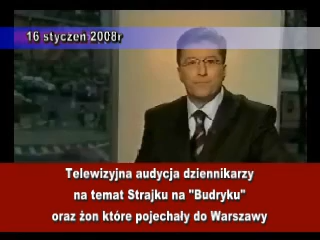 16 styczeń 2008r
Telewizyjna audycja dziennikarzy
na temat Strajku na "Budryku"
oraz żon które pojechały do Warszawy